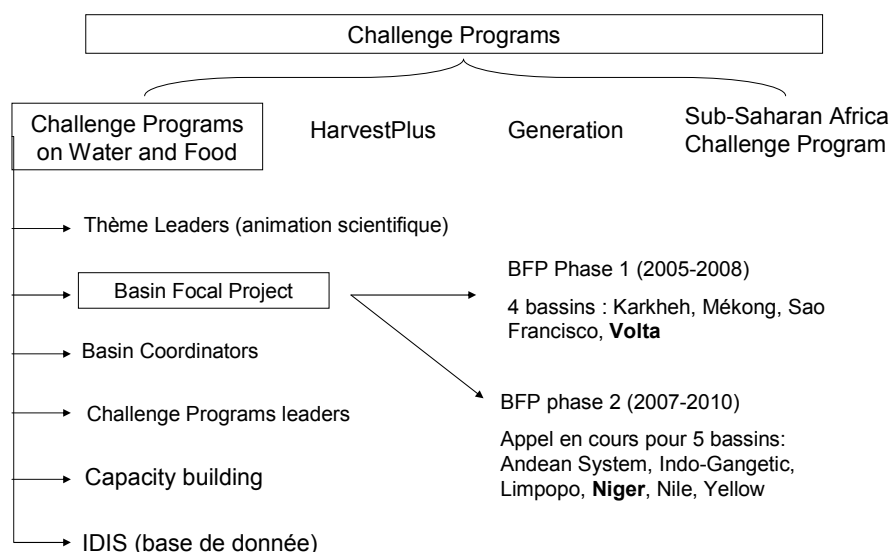 Challenge Programs
Challenge Programs
on Water and Food
HarvestPlus
Generation
Sub-Saharan Africa
Challenge Program
Thème Leaders (animation scientifique)
Basin Focal Project
Basin Coordinators
Challenge Programs leaders
Capacity building
IDIS (base de donnée)
BFP Phase 1 (2005-2008)
4 bassins : Karkheh, Mékong, Sao
Francisco, Volta
BFP phase 2 (2007-2010)
Appel en cours pour 5 bassins:
Andean System, Indo-Gangetic,
Limpopo, Niger, Nile, Yellow